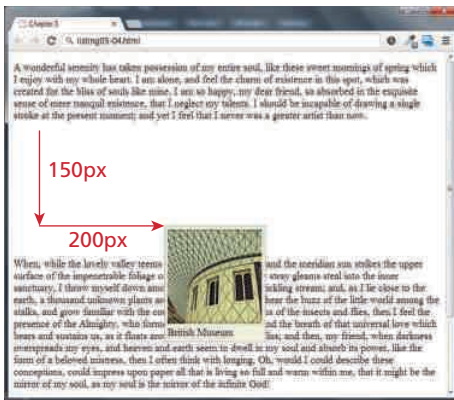 Chapter 5
listing05-04.html
A wonderful serenity has taken possession of my entire soul, like these sweet mornings of spring which
I enjoy with my whole heart. I am alone, and feel the charm of existence in this spot, which was
created for the bliss of souls like mine. I am so happy, my dear friend, so absorbed in the exquisite
sense of mere tranquil existence, that I neglect my talents. I should be incapable of drawing a single
stroke at the present moment; and yet I feel that I never was a greater artist than now.
150px
200px
When, while the lovely valley teems and the meridian sun strikes the upper
surface of the impenetrable foliage o stray gleams steal into the inner
sanctuary, I throw myself down amo ickling stream; and, as I lie close to the
earth, a thousand unknown plants ar hear the buzz of the little world among the
stalks, and grow familiar with the cou s of the insects and flies, then I feel the
presence of the Almighty, who forme nd the breath of that universal love which
bears and sustains us, as it floats arou liss; and then, my friend, when darkness
British Museum
overspreads my eyes, and heaven and earth seem to dwell in my soul and absorb its power, like the
form of a beloved mistress, then I often think with longing, Oh, would I could describe these
conceptions, could impress upon paper all that is living so full and warm within me, that it might be the
mirror of my soul, as my soul is the mirror of the infinite God!